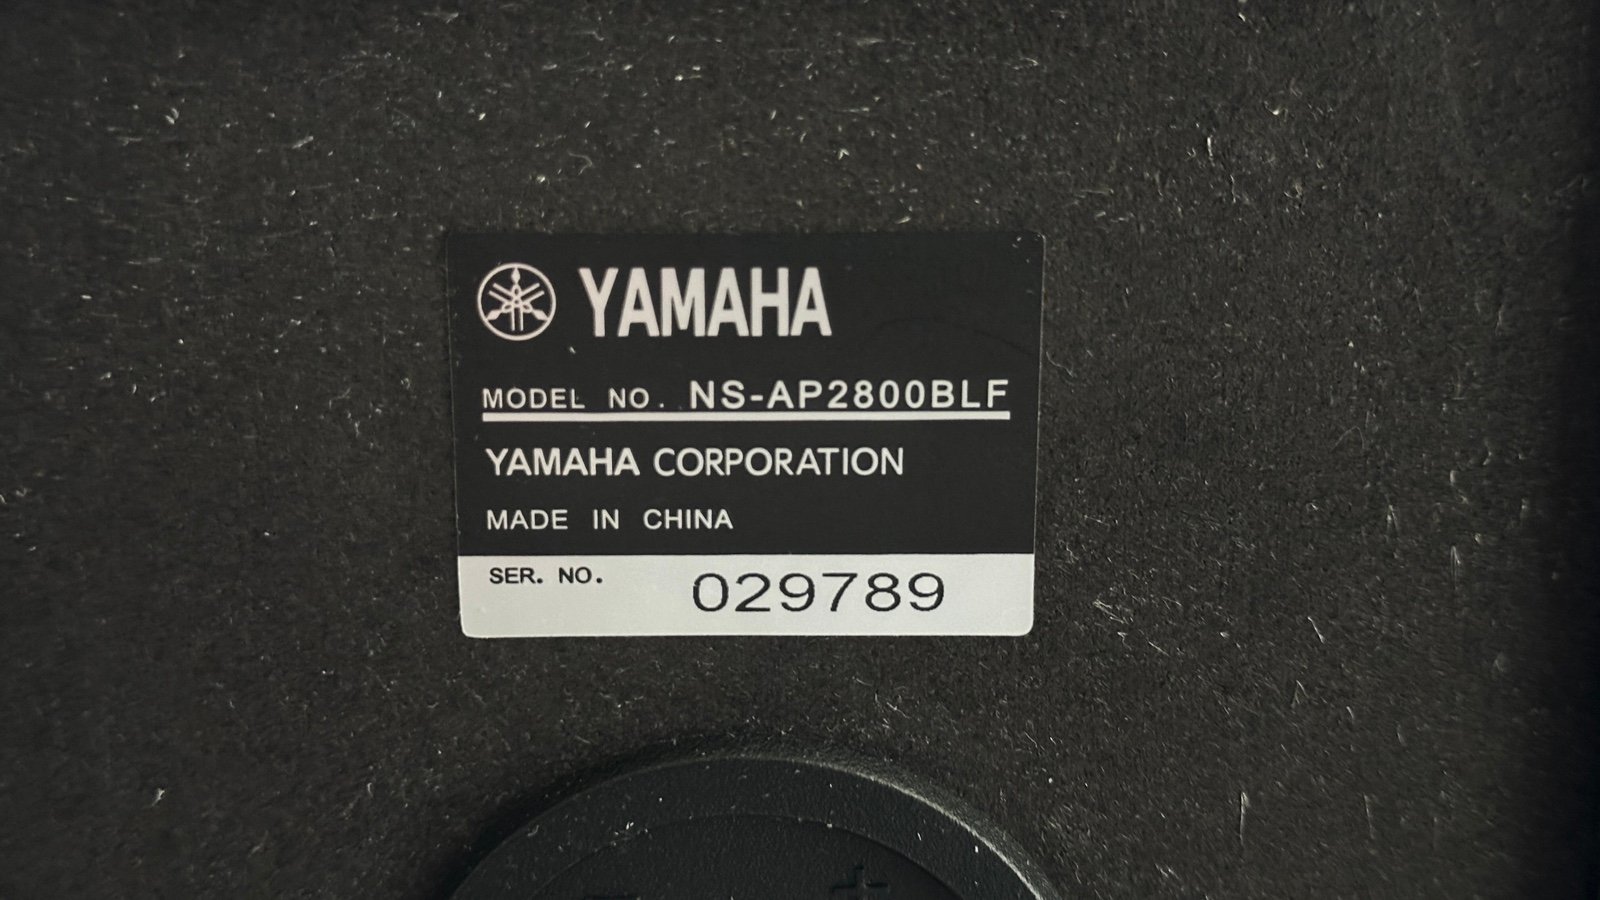 YAMAHA
MODEL NO. NS-AP2800BLF
YAMAHA CORPORATION
MADE IN CHINA
SER. NO. 029789
+